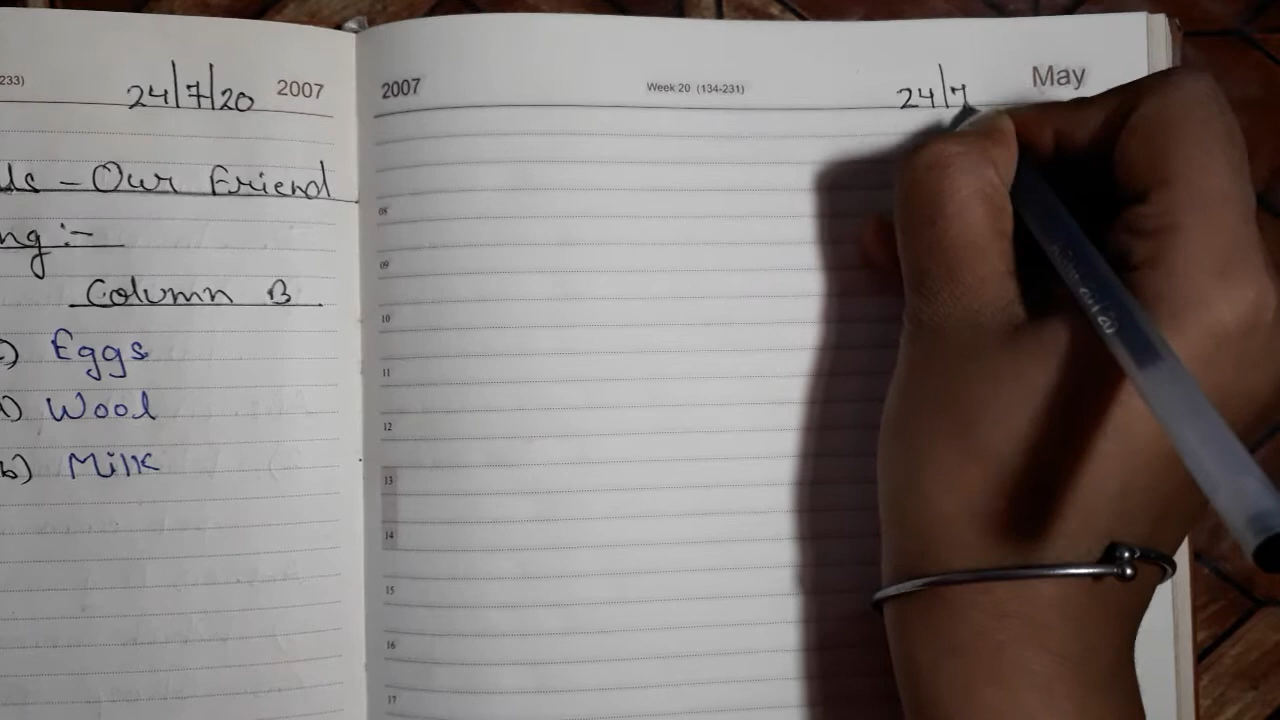 233) 24/7/20 2007
ds - Our Friend
ng :-
Column B
c) Eggs
Wool
b) Milk
2007 Week 20 (134-231) 24/7 May
08
09
10
11
12
13
14
15
16
17